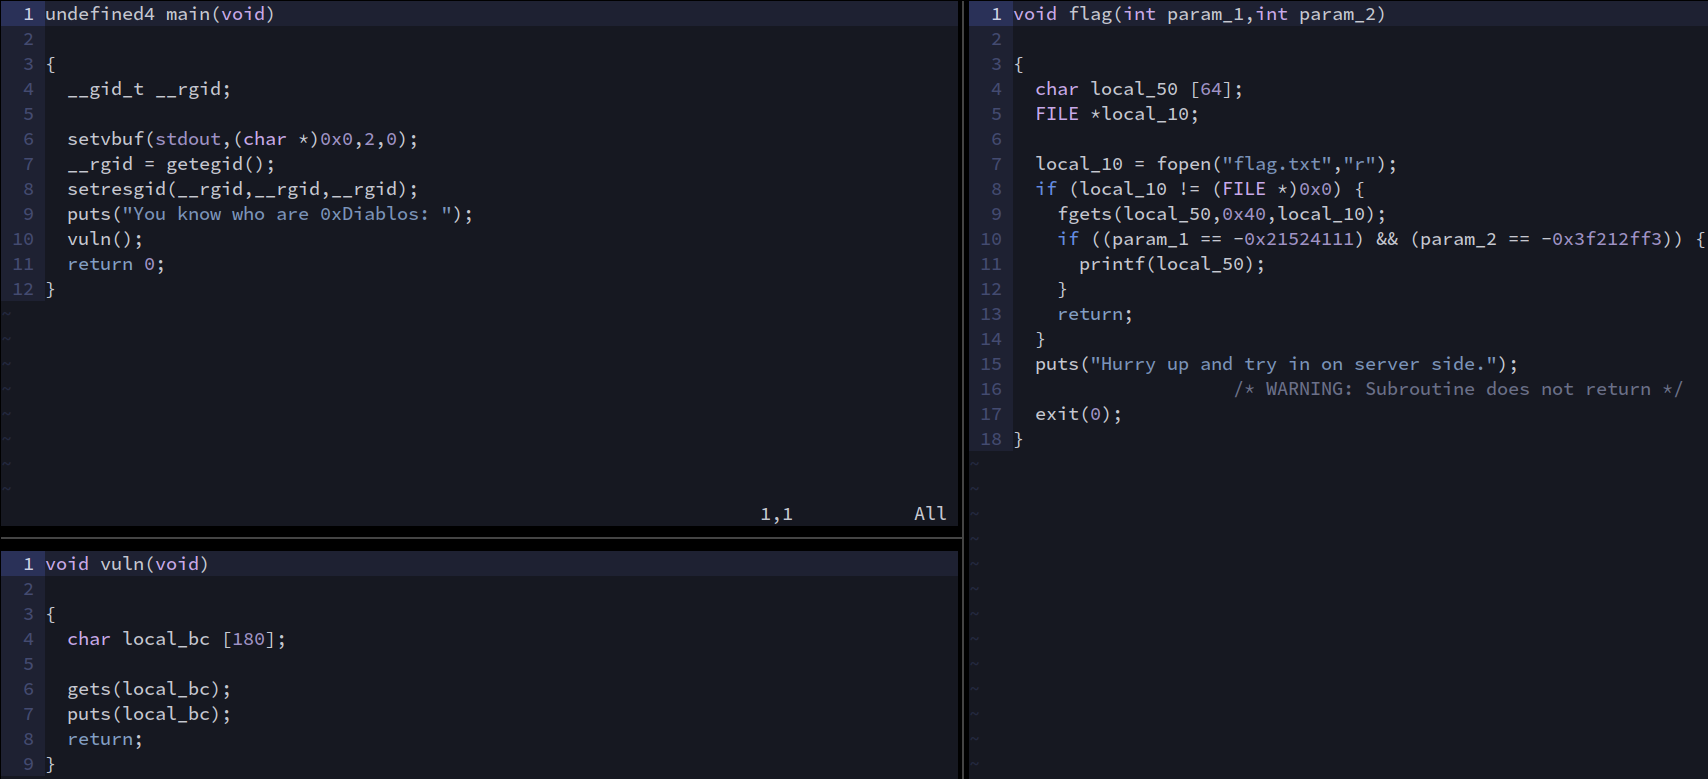 1 undefined4 main(void)
2
3 {
4   __gid_t __rgid;
5
6   setvbuf(stdout,(char *)0x0,2,0);
7   __rgid = getegid();
8   setresgid(__rgid,__rgid,__rgid);
9   puts("You know who are 0xDiablos: ");
10   vuln();
11   return 0;
12 }
~
~
~
~
~
~
~
~
1,1 All
1 void vuln(void)
2
3 {
4   char local_bc [180];
5
6   gets(local_bc);
7   puts(local_bc);
8   return;
9 }
1 void flag(int param_1,int param_2)
2
3 {
4   char local_50 [64];
5   FILE *local_10;
6
7   local_10 = fopen("flag.txt","r");
8   if (local_10 != (FILE *)0x0) {
9     fgets(local_50,0x40,local_10);
10     if ((param_1 == -0x21524111) && (param_2 == -0x3f212ff3)) {
11       printf(local_50);
12     }
13     return;
14   }
15   puts("Hurry up and try in on server side.");
16                     /* WARNING: Subroutine does not return */
17   exit(0);
18 }
~
~
~
~
~
~
~
~
~
~
~
~
~